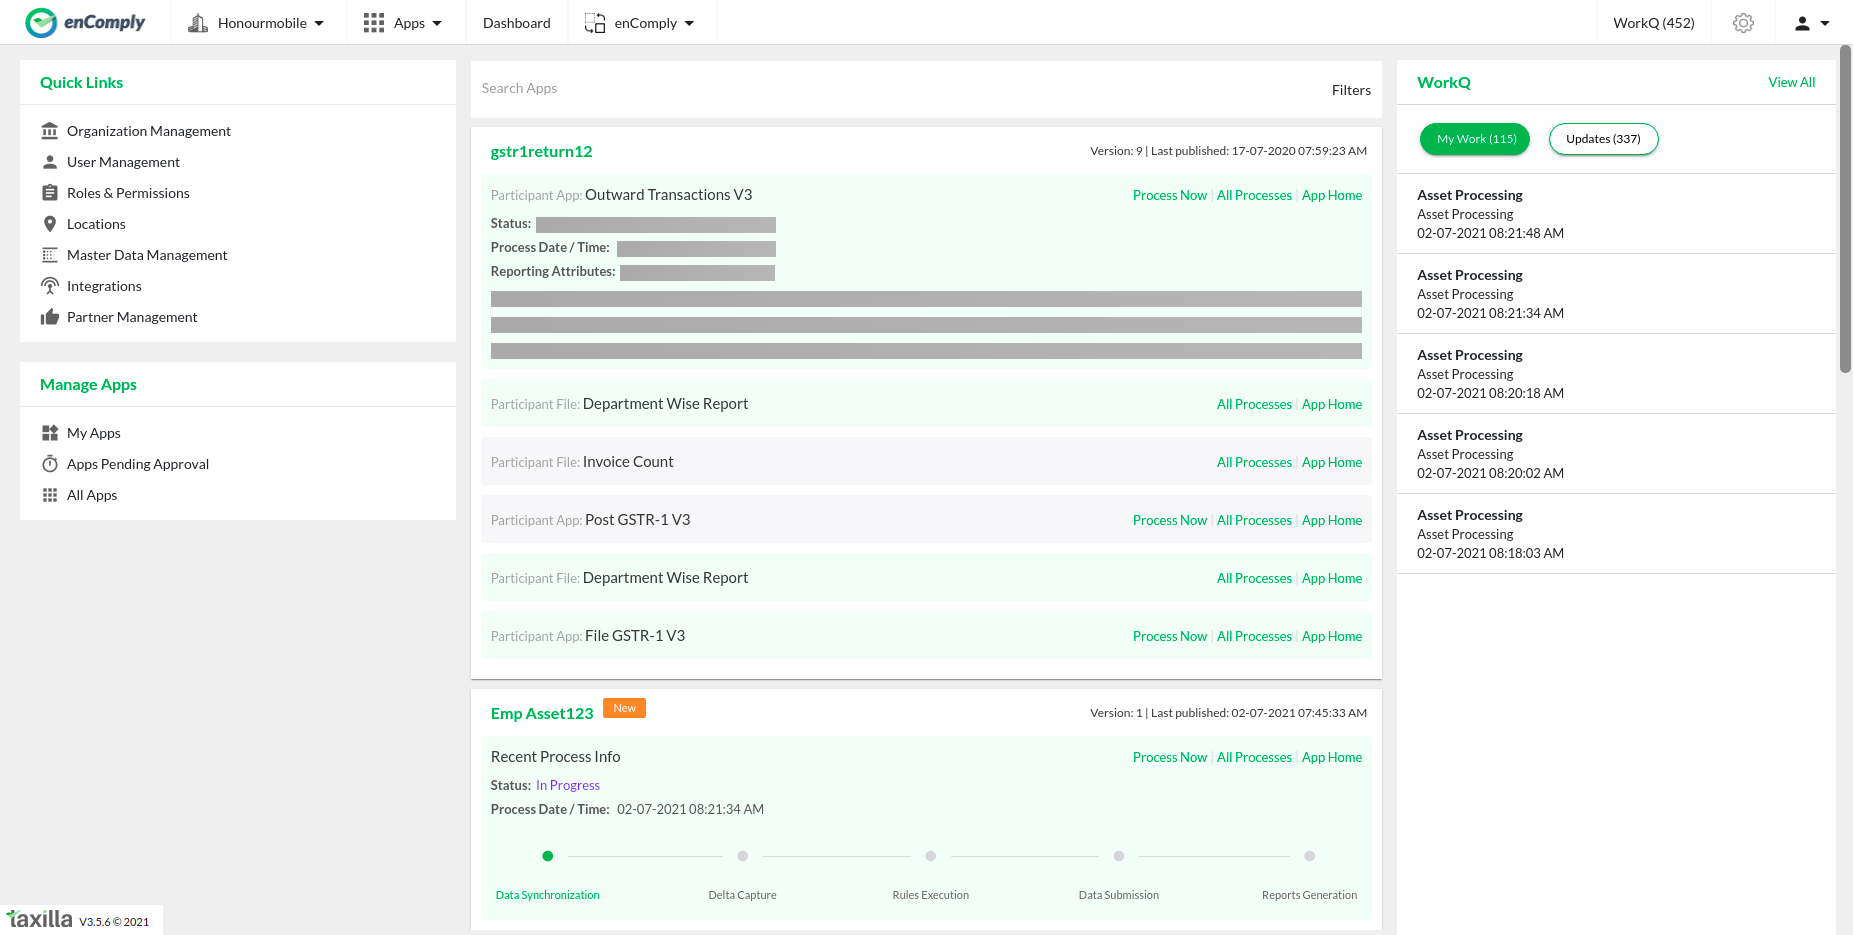 enComply
Honourmobile
Apps
Dashboard
enComply
WorkQ (452)
Quick Links
Organization Management
User Management
Roles & Permissions
Locations
Master Data Management
Integrations
Partner Management
Manage Apps
My Apps
Apps Pending Approval
All Apps
taxilla V3.5.6 © 2021
Search Apps
Filters
gstr1return12
Version: 9 | Last published: 17-07-2020 07:59:23 AM
Participant App: Outward Transactions V3
Process Now | All Processes | App Home
Status:
Process Date / Time:
Reporting Attributes:
Participant File: Department Wise Report
All Processes | App Home
Participant File: Invoice Count
All Processes | App Home
Participant App: Post GSTR-1 V3
Process Now | All Processes | App Home
Participant File: Department Wise Report
All Processes | App Home
Participant App: File GSTR-1 V3
Process Now | All Processes | App Home
Emp Asset123 New
Version: 1 | Last published: 02-07-2021 07:45:33 AM
Recent Process Info
Process Now | All Processes | App Home
Status: In Progress
Process Date / Time: 02-07-2021 08:21:34 AM
Data Synchronization
Delta Capture
Rules Execution
Data Submission
Reports Generation
WorkQ
View All
My Work (115)
Updates (337)
Asset Processing
Asset Processing
02-07-2021 08:21:48 AM
Asset Processing
Asset Processing
02-07-2021 08:21:34 AM
Asset Processing
Asset Processing
02-07-2021 08:20:18 AM
Asset Processing
Asset Processing
02-07-2021 08:20:02 AM
Asset Processing
Asset Processing
02-07-2021 08:18:03 AM